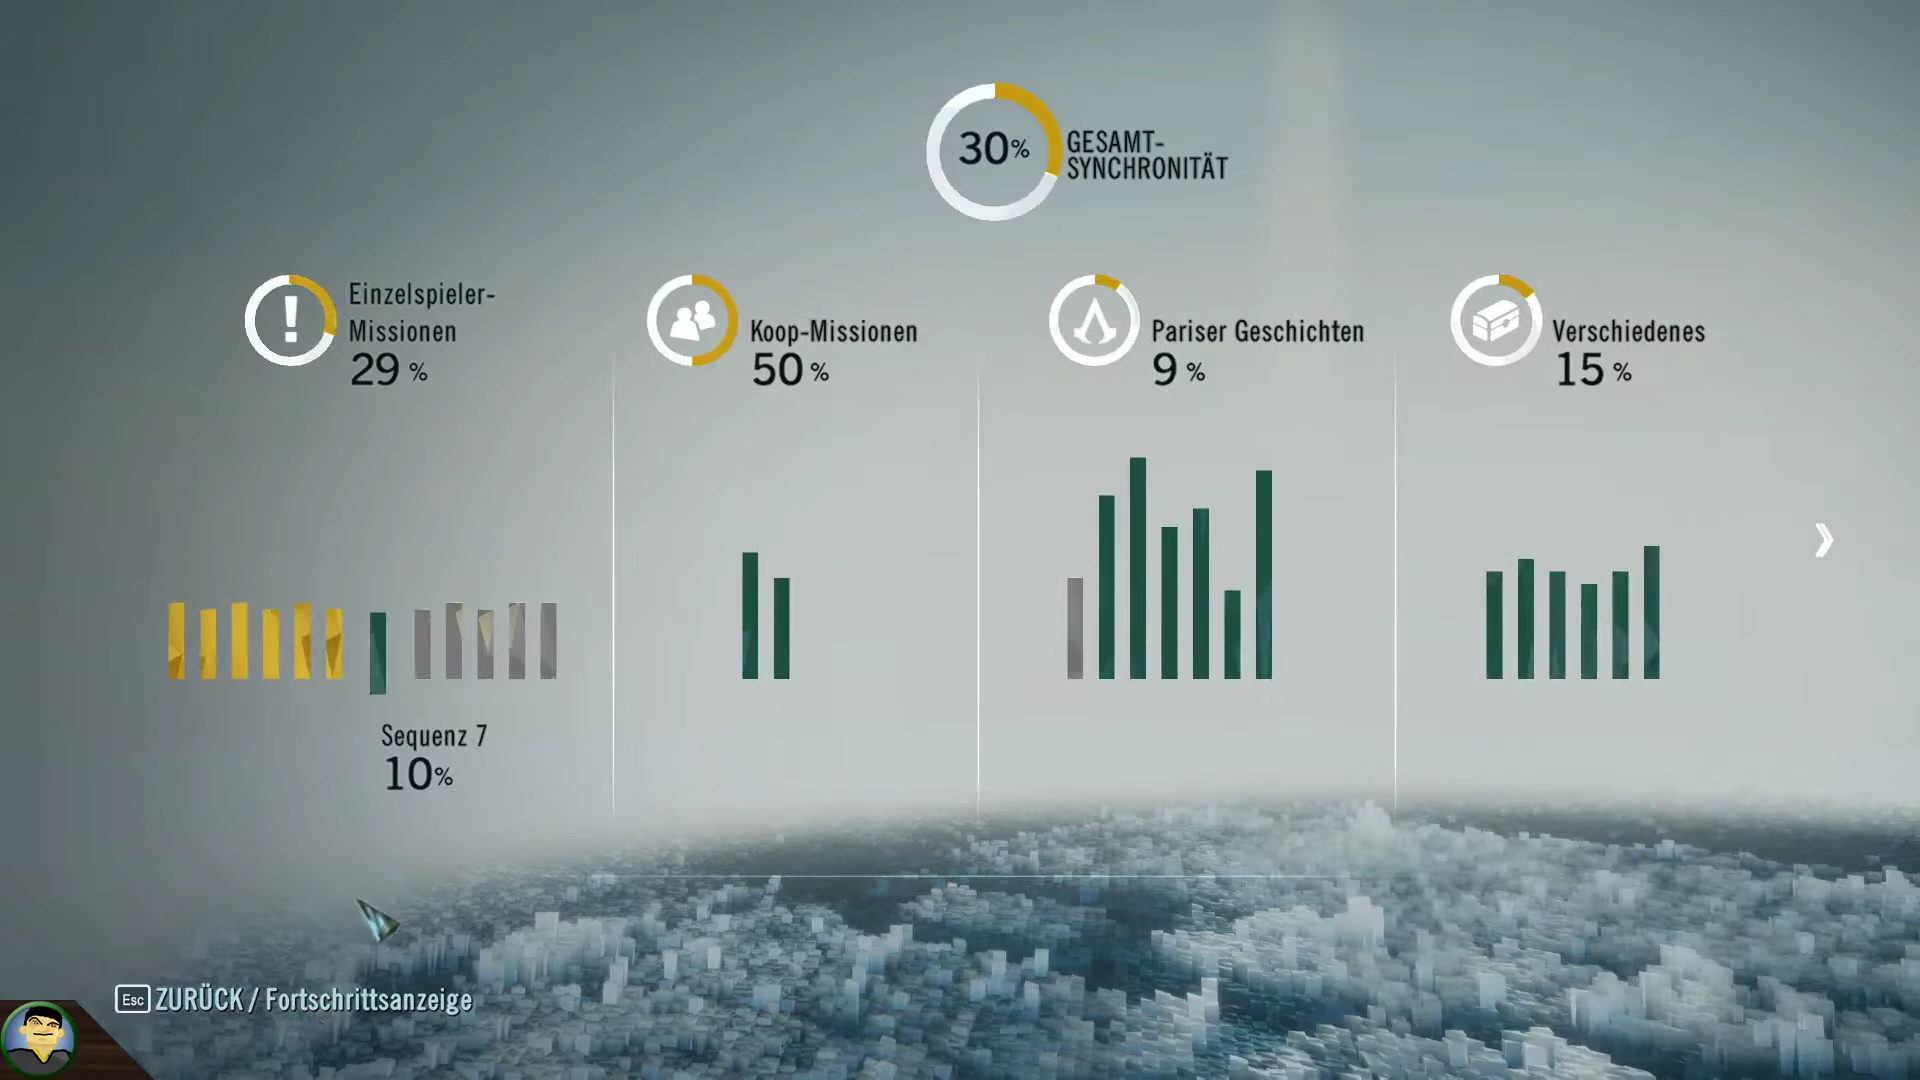 30%
GESAMT-
SYNCHRONITÄT
Einzelspieler-
Missionen
29 %
Koop-Missionen
50 %
Pariser Geschichten
9 %
Verschiedenes
15 %
Sequenz 7
10%
Esc ZURÜCK / Fortschrittsanzeige